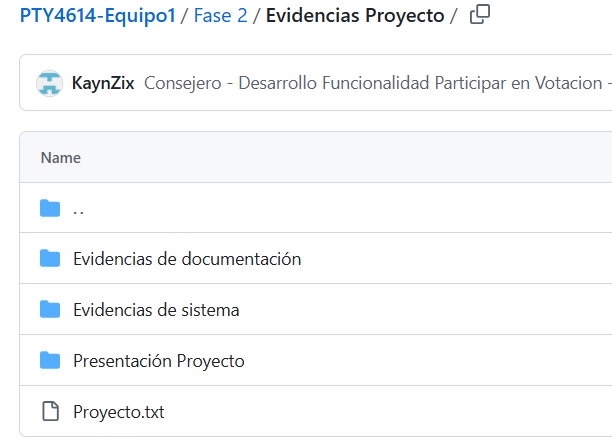 PTY4614-Equipo1 / Fase 2 / Evidencias Proyecto /
KaynZix Consejero - Desarrollo Funcionalidad Participar en Votacion -
Name
..
Evidencias de documentación
Evidencias de sistema
Presentación Proyecto
Proyecto.txt